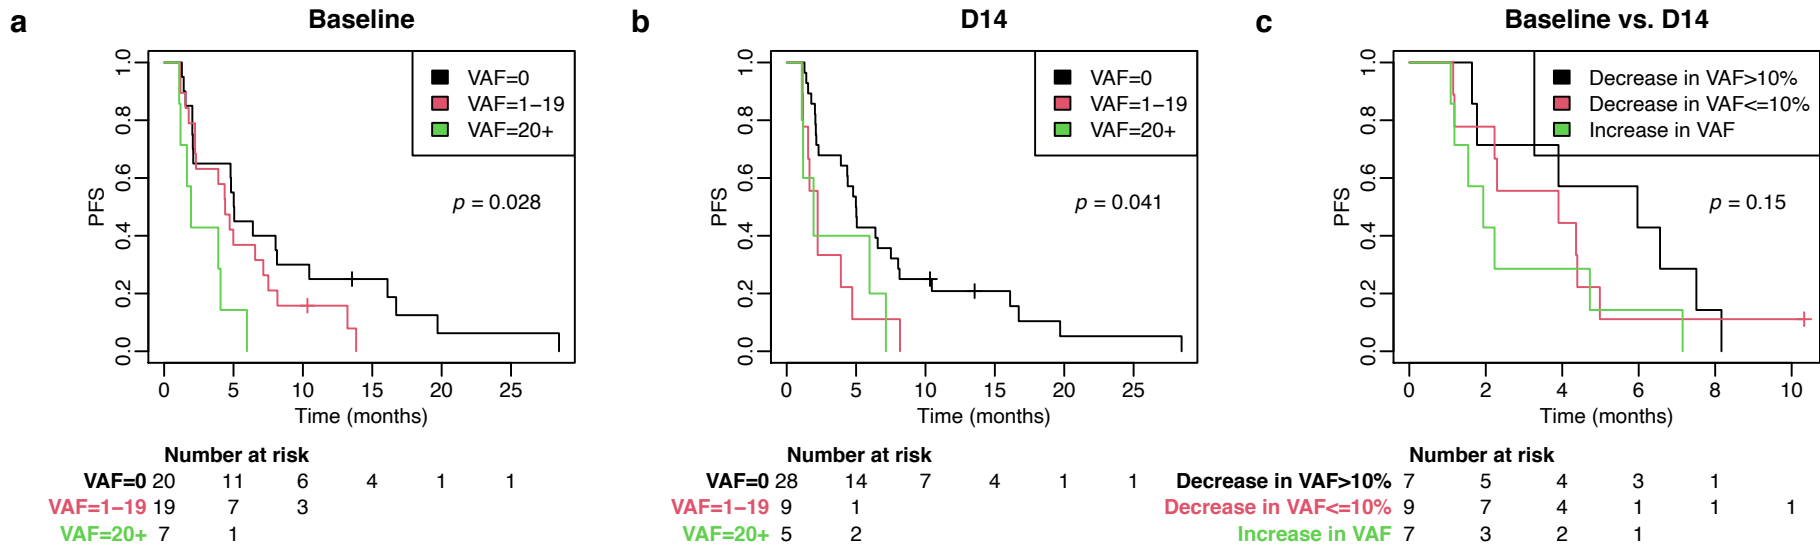 a
Baseline
1.0
0.8
0.6
0.4
0.2
0.0
PFS
VAF=0
VAF=1–19
VAF=20+
p = 0.028
0 5 10 15 20 25
Time (months)
Number at risk
VAF=0 20 11 6 4 1 1
VAF=1–19 19 7 3
VAF=20+ 7 1
b
D14
1.0
0.8
0.6
0.4
0.2
0.0
PFS
VAF=0
VAF=1–19
VAF=20+
p = 0.041
0 5 10 15 20 25
Time (months)
Number at risk
VAF=0 28 14 7 4 1 1
VAF=1–19 9 1
VAF=20+ 5 2
c
Baseline vs. D14
1.0
0.8
0.6
0.4
0.2
0.0
PFS
Decrease in VAF>10%
Decrease in VAF<=10%
Increase in VAF
p = 0.15
0 2 4 6 8 10
Time (months)
Number at risk
Decrease in VAF>10% 7 5 4 3 1
Decrease in VAF<=10% 9 7 4 1 1 1
Increase in VAF 7 3 2 1